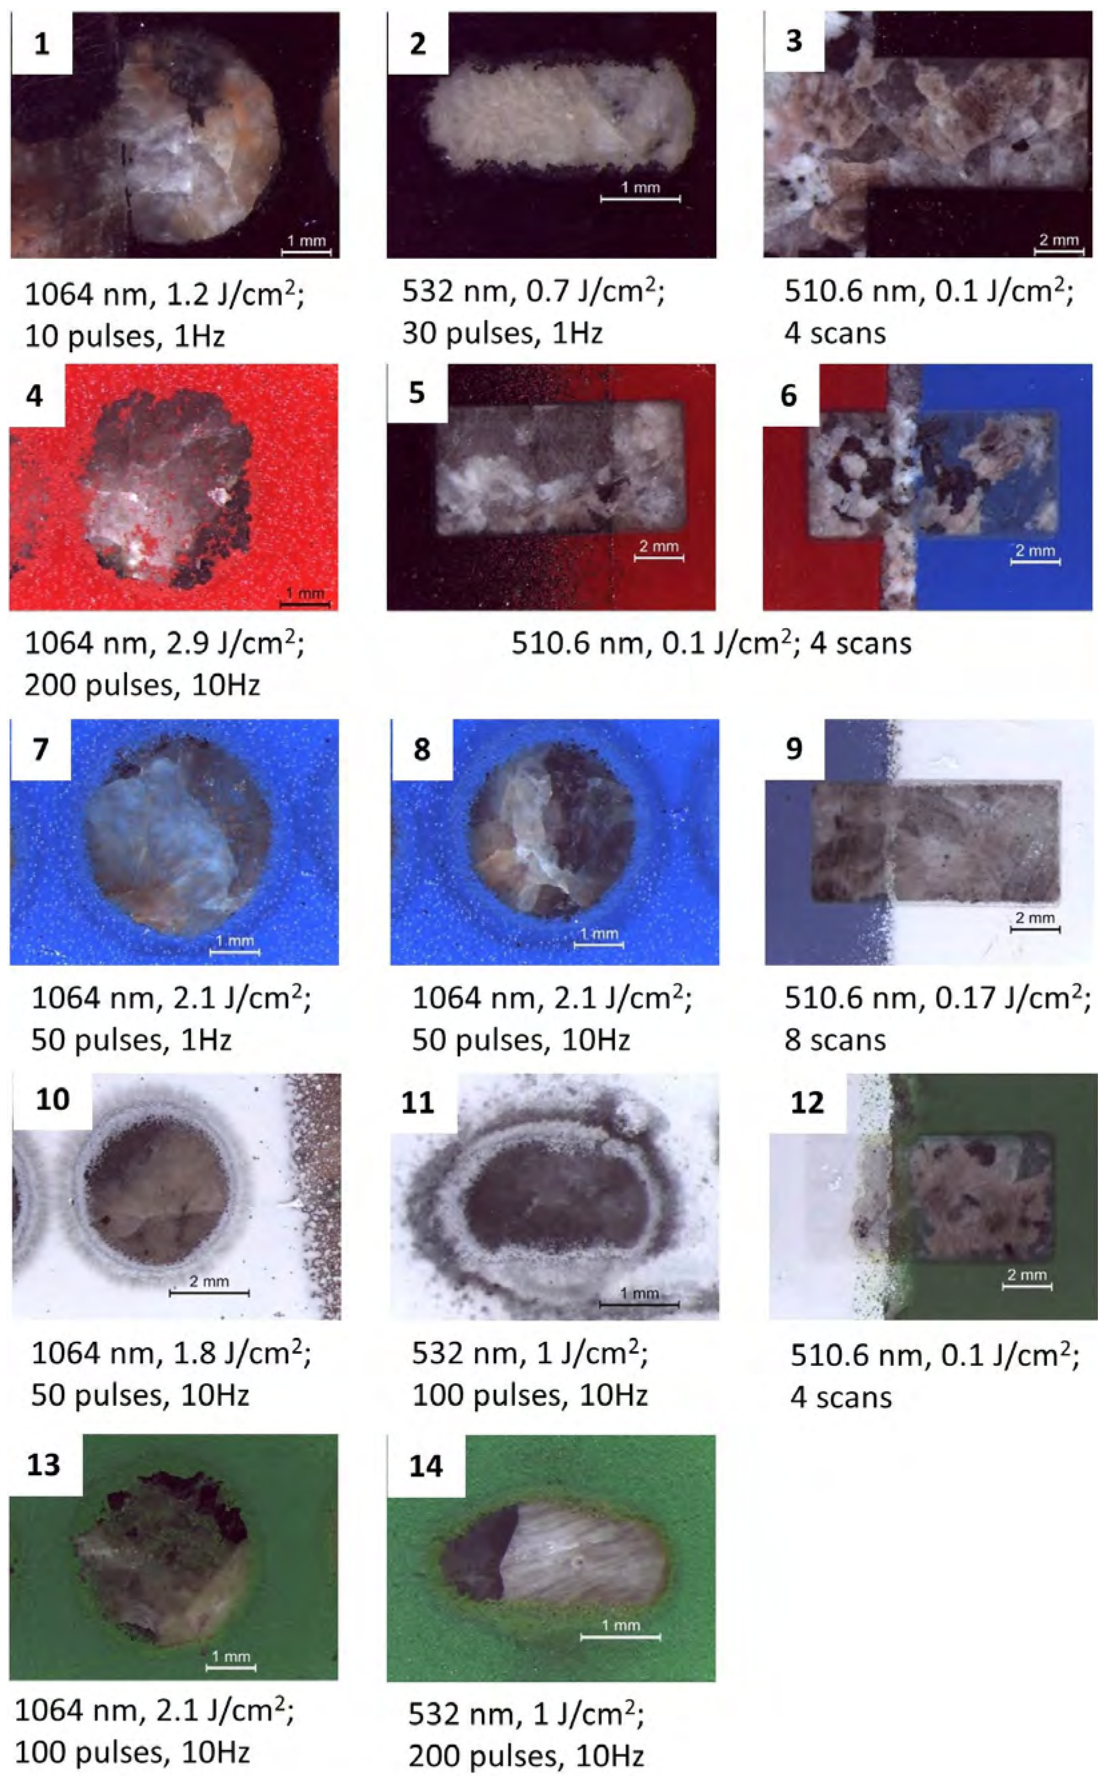 1
1 mm
2
1 mm
3
2 mm
1064 nm, 1.2 J/cm²;
10 pulses, 1Hz
532 nm, 0.7 J/cm²;
30 pulses, 1Hz
510.6 nm, 0.1 J/cm²;
4 scans
4
1 mm
5
2 mm
6
2 mm
1064 nm, 2.9 J/cm²;
200 pulses, 10Hz
510.6 nm, 0.1 J/cm²; 4 scans
7
1 mm
8
1 mm
9
2 mm
1064 nm, 2.1 J/cm²;
50 pulses, 1Hz
1064 nm, 2.1 J/cm²;
50 pulses, 10Hz
510.6 nm, 0.17 J/cm²;
8 scans
10
2 mm
11
1 mm
12
2 mm
1064 nm, 1.8 J/cm²;
50 pulses, 10Hz
532 nm, 1 J/cm²;
100 pulses, 10Hz
510.6 nm, 0.1 J/cm²;
4 scans
13
1 mm
14
1 mm
1064 nm, 2.1 J/cm²;
100 pulses, 10Hz
532 nm, 1 J/cm²;
200 pulses, 10Hz